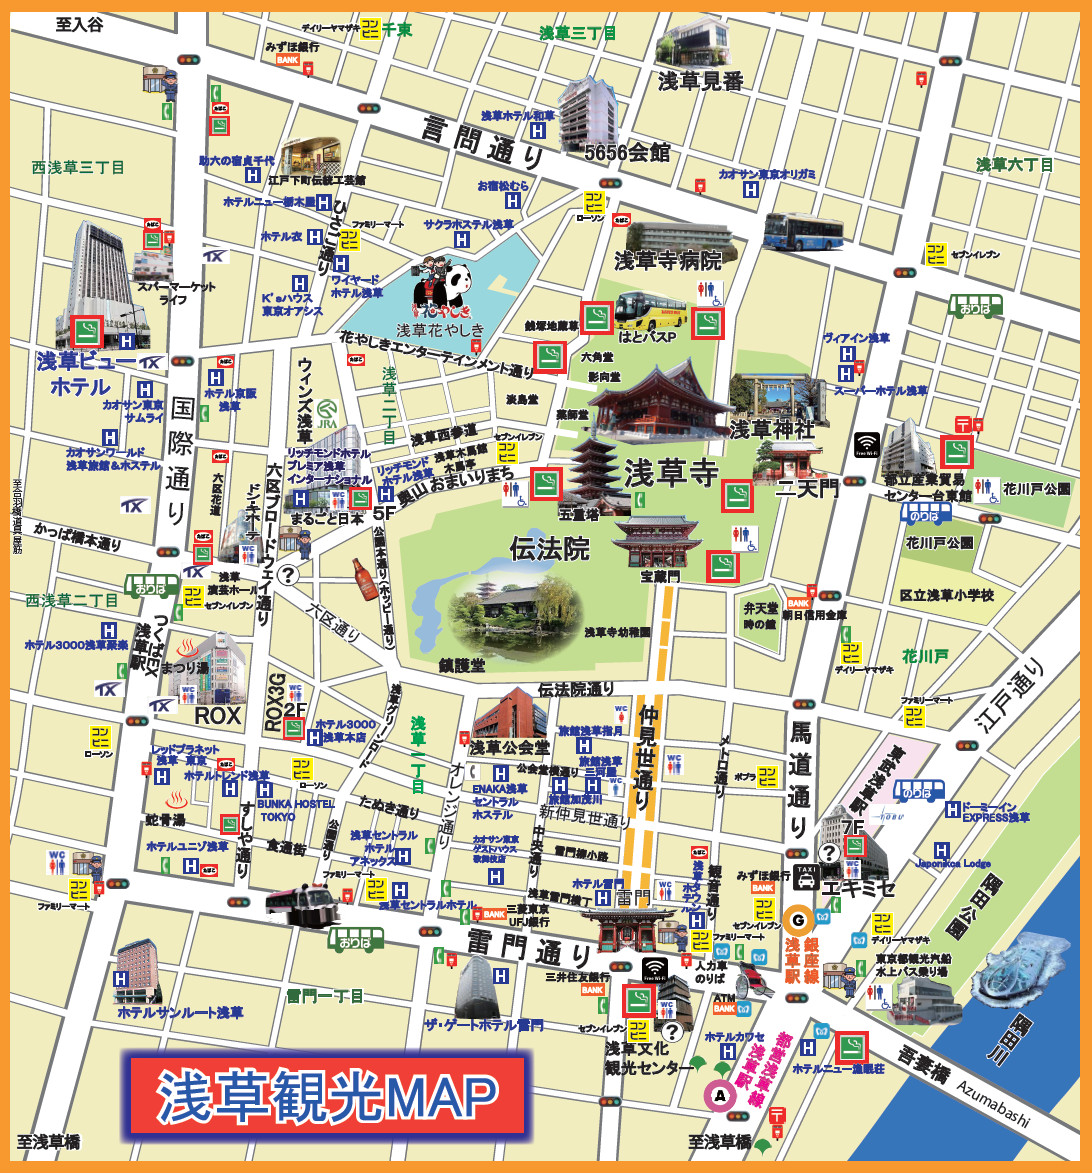 至入谷
デイリーヤマザキ
コンビニ
千束
みずほ銀行
BANK
浅草三丁目
浅草見番
たばこ
言問通り
浅草ホテル和草
H
5656会館
西浅草三丁目
助六の宿貞千代
江戸下町伝統工芸館
カオサン東京オリガミ
浅草六丁目
お宿松むら
ホテルニュー栃木屋
ひさご通り
ファミリーマート
コンビニ
サクラホステル浅草
コンビニ
ローソン
ホテル衣
TX
浅草寺病院
コンビニ
セブンイレブン
スパーマーケット
ライフ
K'sハウス
東京オアシス
ワイヤード
ホテル浅草
花やしき
浅草花やしき
おりば
銭塚地蔵尊
はとバスP
浅草ビュー
ホテル
TX
花やしきエンターテインメント通り
六角堂
影向堂
ヴィアイン浅草
スーパーホテル浅草
カオサン東京
サムライ
ホテル京阪
浅草
国際通り
ウインズ浅草
JRA
浅草二丁目
淡島堂
薬師堂
浅草神社
カオサンワールド
浅草旅館&ホステル
浅草西参道
セブンイレブン
コンビニ
浅草木馬館
木馬亭
リッチモンドホテル
プレミア浅草
インターナショナル
リッチモンド
ホテル浅草
奥山おまいりまち
浅草寺
二天門
Free Wi-Fi
都立産業貿易
センター台東館
花川戸公園
至合羽橋道具屋筋
六区花道
ドンキホーテ
六区ブロードウェイ通り
まるごと日本
5F
五重塔
のりば
花川戸公園
かっぱ橋本通り
WC
公園本通り(ホッピー通り)
伝法院
宝蔵門
TX
おりば
浅草
演芸ホール
コンビニ
セブンイレブン
?
西浅草二丁目
六区通り
弁天堂
時の鐘
BANK
朝日信用金庫
区立浅草小学校
つくばEX
浅草駅
ホテル3000浅草聚楽
まつり湯
浅草寺幼稚園
鎮護堂
コンビニ
デイリーヤマザキ
花川戸
TX
ROX
ROX3G
WC
2F
伝法院通り
ファミリーマート
コンビニ
江戸通り
ホテル3000
浅草本店
浅草グリーンロード
浅草一丁目
浅草公会堂
旅館浅草指月
WC
仲見世通り
メトロ通り
馬道通り
東武浅草駅
コンビニ
ローソン
レッドプラネット
浅草 東京
ホテルトレンド浅草
コンビニ
ローソン
オレンジ通り
公会堂横通り
旅館浅草
三河屋
旅館加茂川
ポプラ
コンビニ
のりば
TOBU
ドーミーイン
EXPRESS浅草
蛇骨湯
BUNKA HOSTEL
TOKYO
たぬき通り
ENAKA浅草
セントラル
ホステル
新仲見世通り
7F
ホテルユニゾ浅草
すしや通り
食通街
公園通り
浅草セントラル
ホテル
アネックス
カオサン東京
ゲストハウス
歌舞伎店
中央通り
雷門柳小路
Japonica Lodge
コンビニ
ファミリーマート
コンビニ
浅草セントラルホテル
ホテル雷門
浅草雷門横丁
雷門
浅草タウンホテル
観音通り
みずほ銀行
BANK
TAXI
エキミセ
隅田公園
BANK
三菱東京
UFJ銀行
コンビニ
セブンイレブン
G
銀座線
浅草駅
コンビニ
デイリーヤマザキ
おりば
雷門通り
コンビニ
ファミリーマート
三井住友銀行
BANK
Free Wi-Fi
人力車
のりば
東京都観光汽船
水上バス乗り場
ホテルサンルート浅草
雷門一丁目
ザ・ゲートホテル雷門
セブンイレブン
コンビニ
WC
?
ATM
BANK
浅草文化
観光センター
ホテルカワセ
都営浅草線
浅草駅
A
ホテルニュー魚眠荘
隅田川
吾妻橋
Azumabashi
浅草観光MAP
至浅草橋
至浅草橋